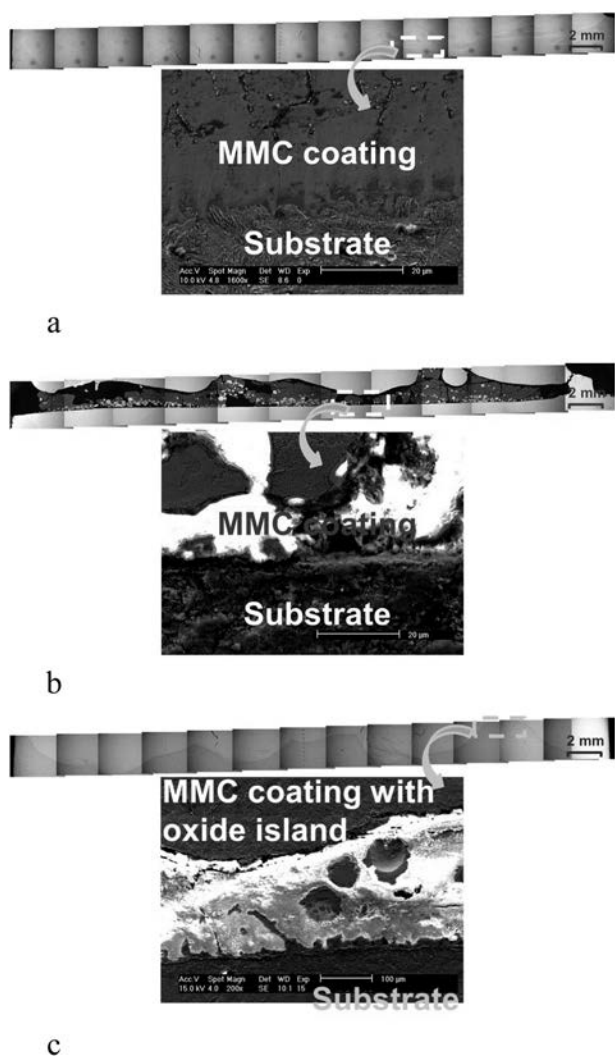 2 mm
MMC coating
Substrate
Acc.V Spot Magn Det WD Exp
10.0 kV 4.8 1600x SE 8.6 0
20 µm
a
2 mm
MMC coating
Substrate
20 µm
b
2 mm
MMC coating with
oxide island
Acc.V Spot Magn Det WD Exp
15.0 kV 4.0 200x SE 10.1 15
100 µm
Substrate
c